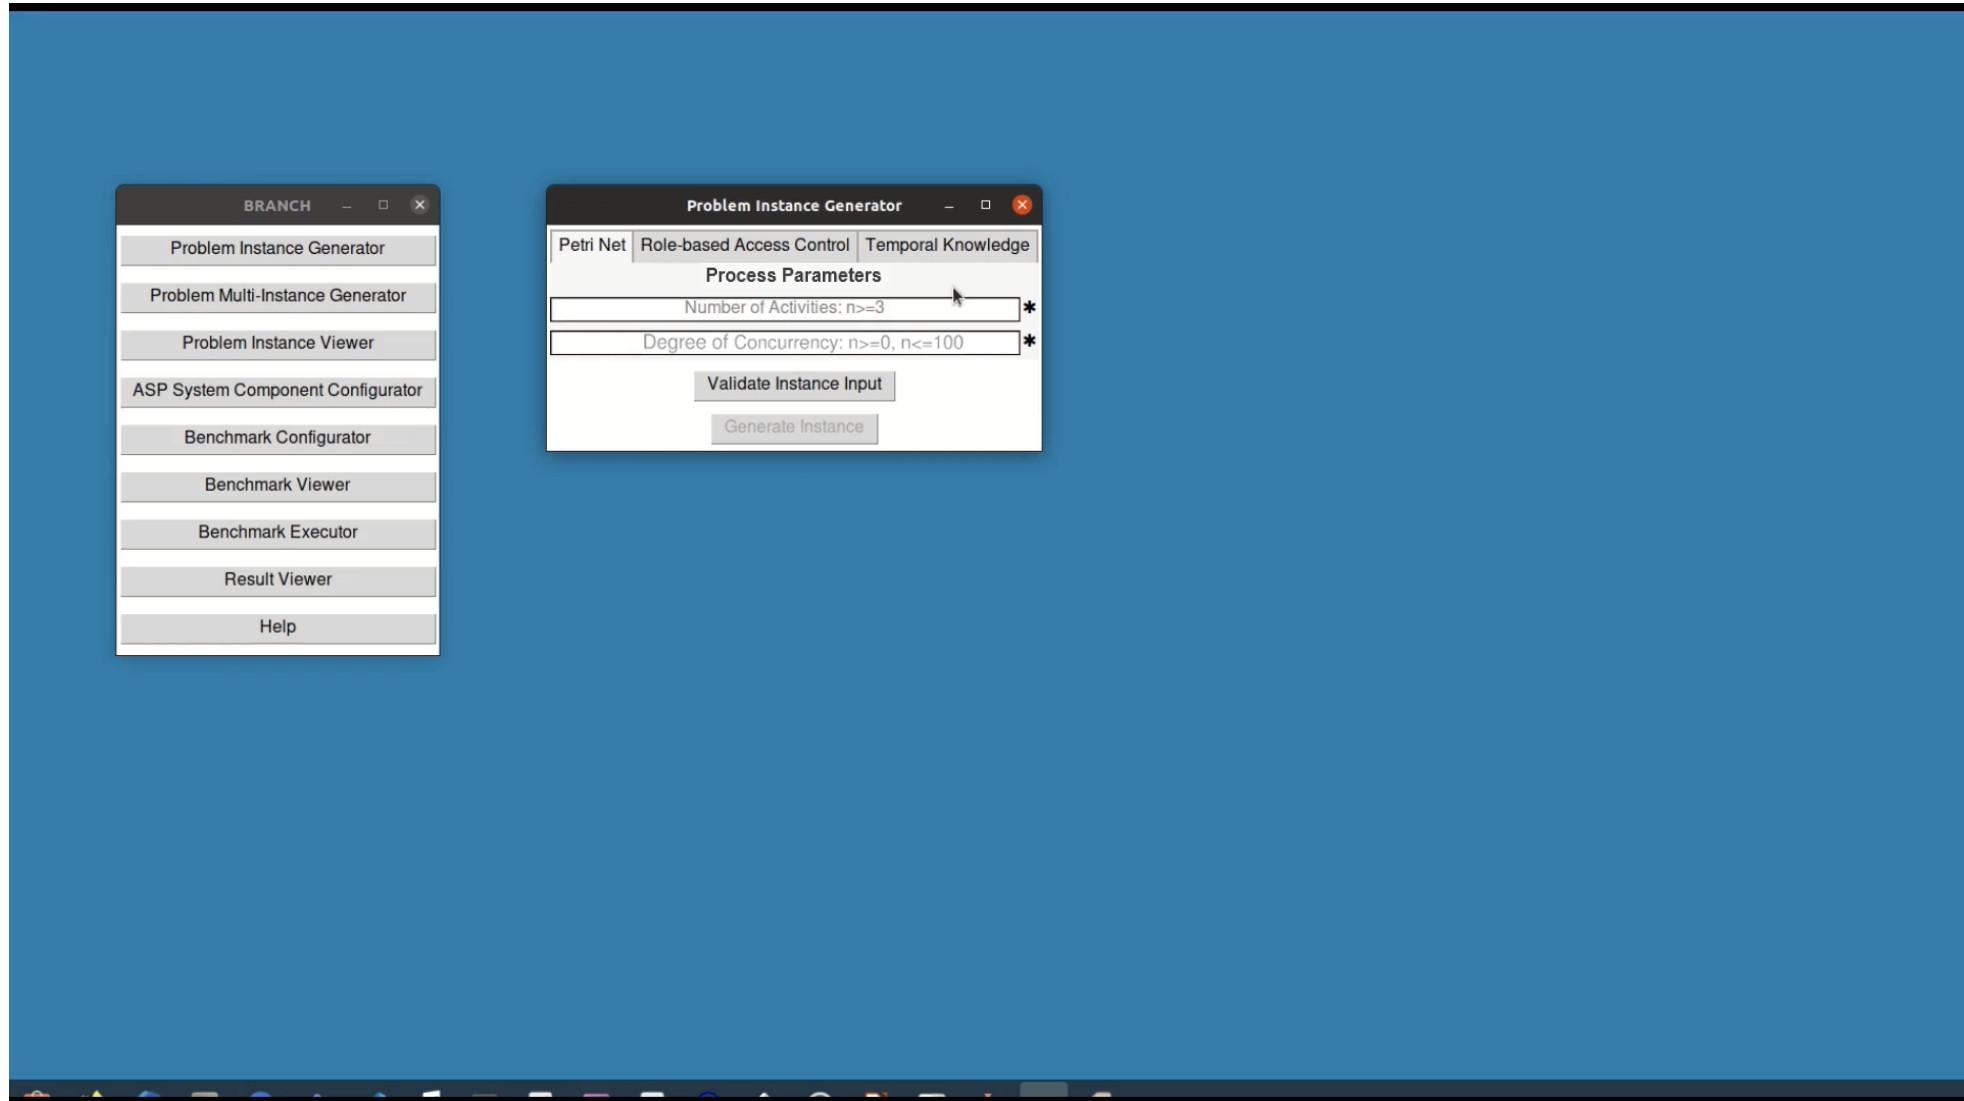 BRANCH
Problem Instance Generator
Problem Multi-Instance Generator
Problem Instance Viewer
ASP System Component Configurator
Benchmark Configurator
Benchmark Viewer
Benchmark Executor
Result Viewer
Help
Problem Instance Generator
Petri Net Role-based Access Control Temporal Knowledge
Process Parameters
Number of Activities: n>=3 *
Degree of Concurrency: n>=0, n<=100 *
Validate Instance Input
Generate Instance